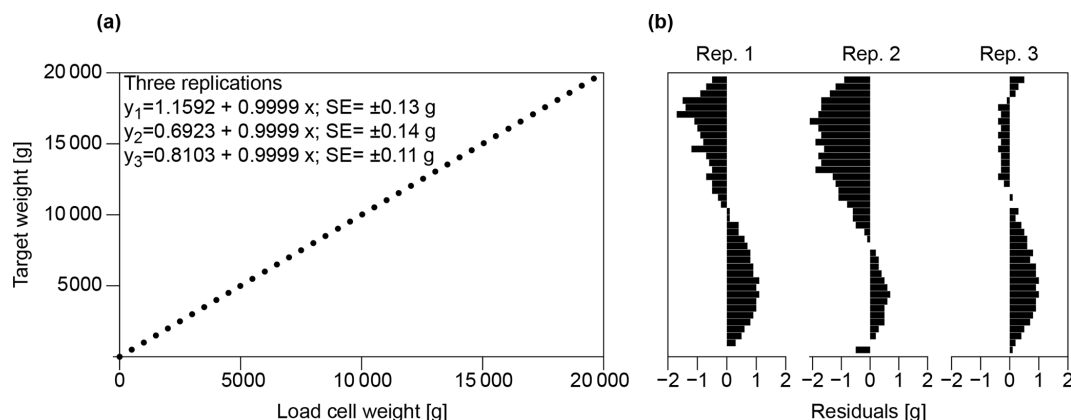 (a)
Three replications
y1=1.1592 + 0.9999 x; SE= ±0.13 g
y2=0.6923 + 0.9999 x; SE= ±0.14 g
y3=0.8103 + 0.9999 x; SE= ±0.11 g
Target weight [g]
20 000
15 000
10 000
5000
0 5000 10 000 15 000 20 000
Load cell weight [g]
(b)
Rep. 1 Rep. 2 Rep. 3
−2 −1 0 1 2 −2 −1 0 1 2 −2 −1 0 1 2
Residuals [g]